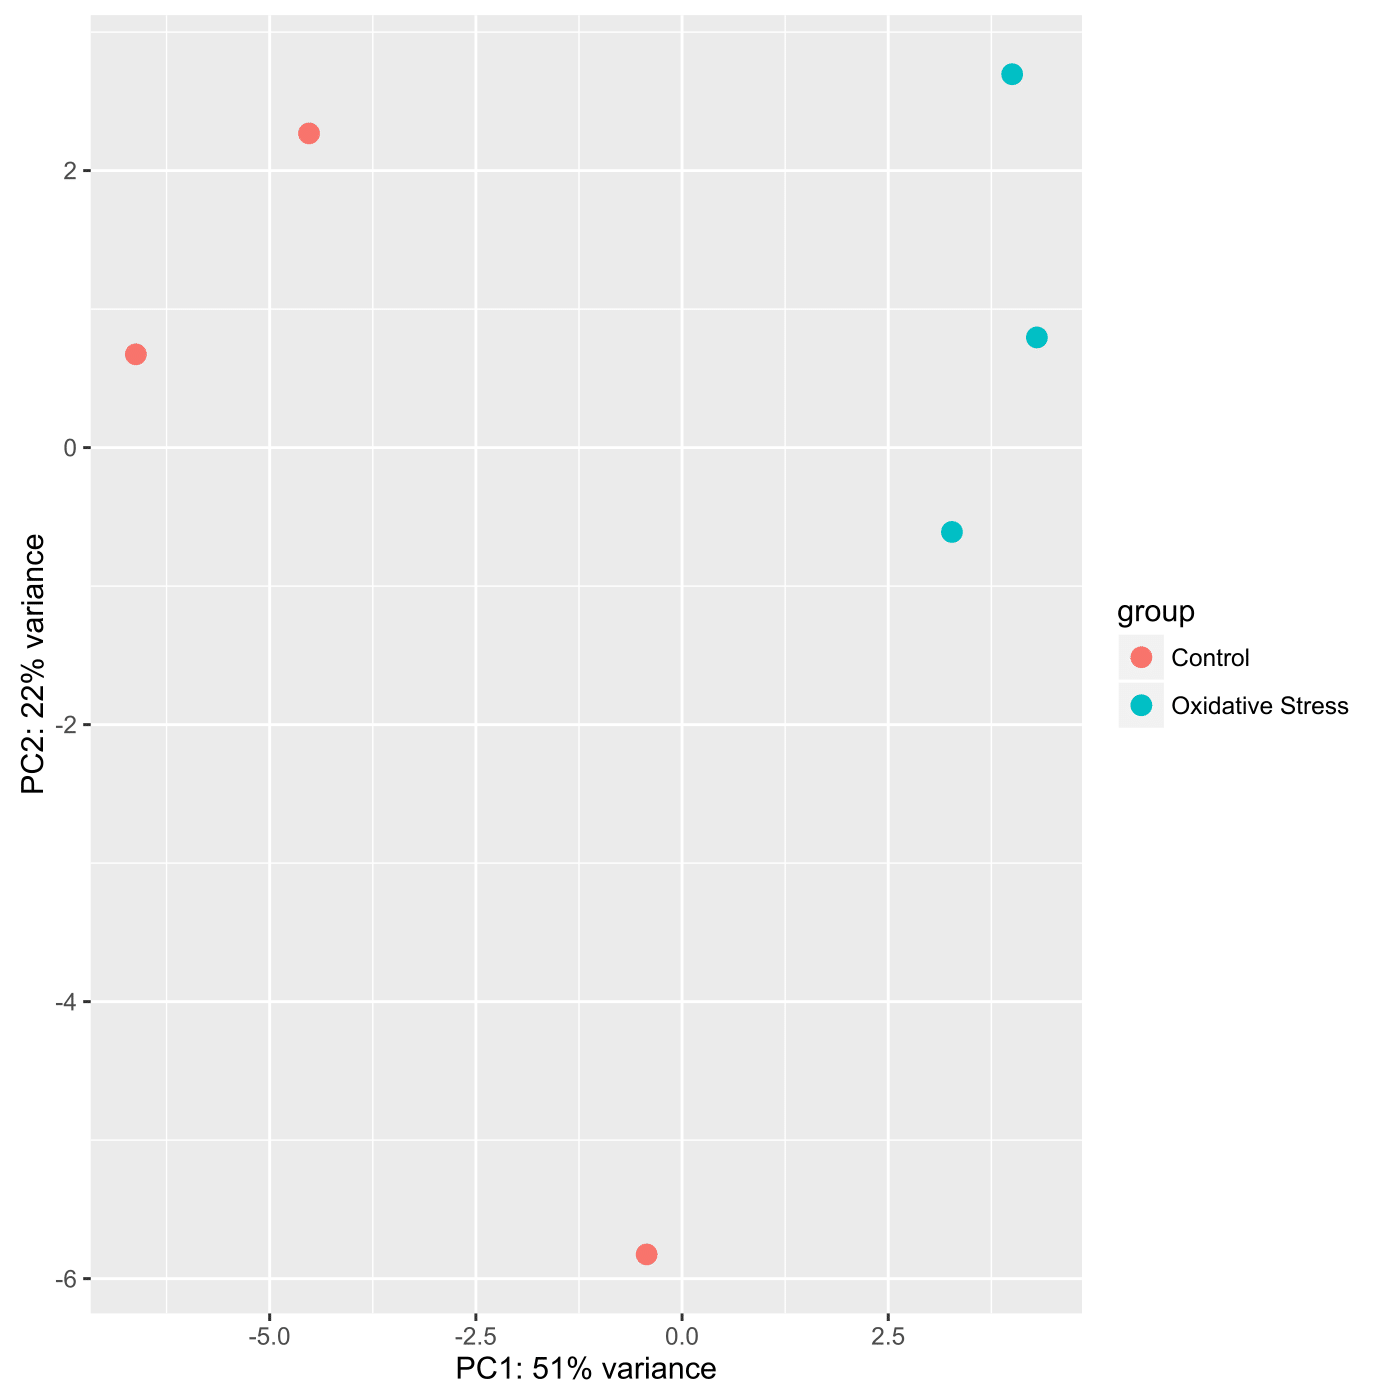 2
0
-2
-4
-6
PC2: 22% variance
-5.0
-2.5
0.0
2.5
PC1: 51% variance
group
Control
Oxidative Stress